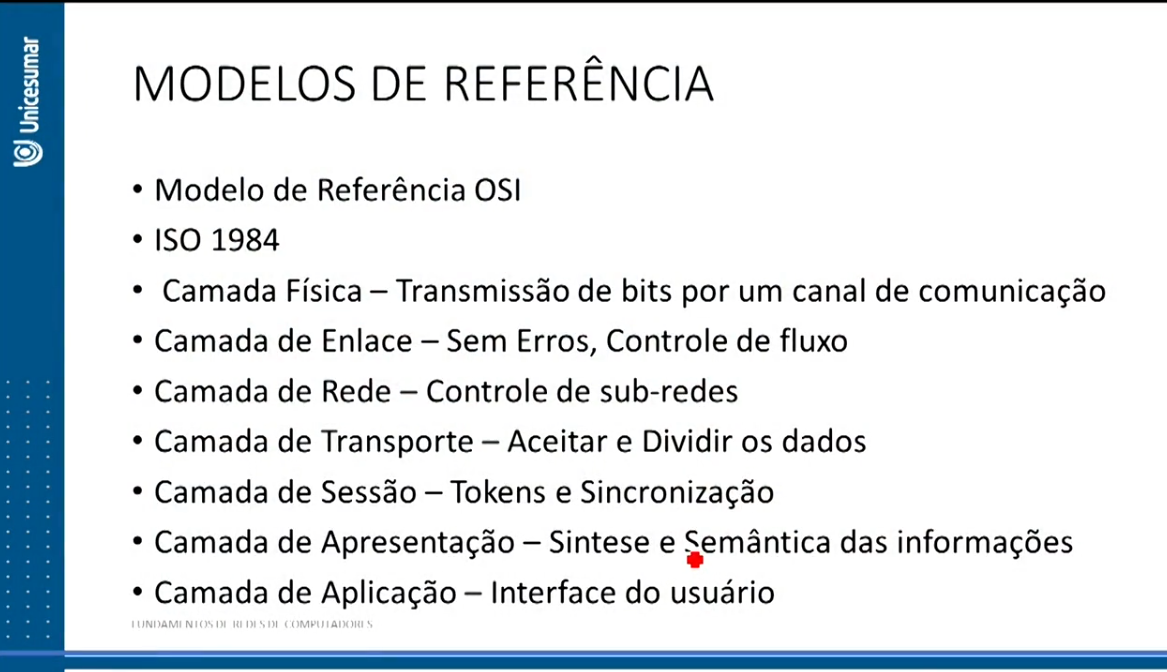 Unicesumar
MODELOS DE REFERÊNCIA
• Modelo de Referência OSI
• ISO 1984
• Camada Física – Transmissão de bits por um canal de comunicação
• Camada de Enlace – Sem Erros, Controle de fluxo
• Camada de Rede – Controle de sub-redes
• Camada de Transporte – Aceitar e Dividir os dados
• Camada de Sessão – Tokens e Sincronização
• Camada de Apresentação – Sintese e Semântica das informações
• Camada de Aplicação – Interface do usuário
FUNDAMENTOS DE REDES DE COMPUTADORES